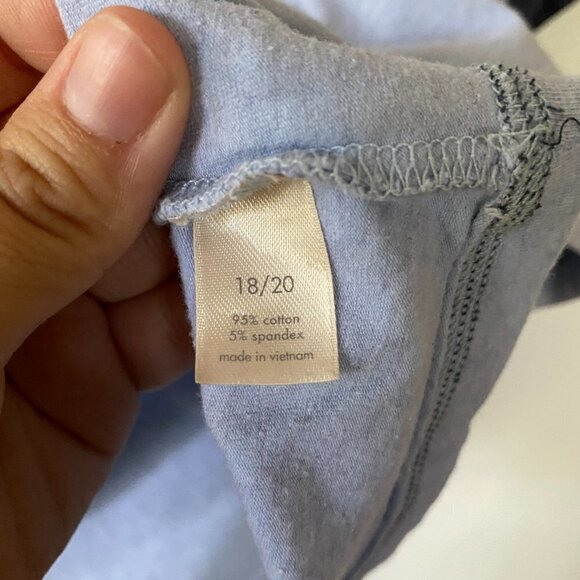 18/20
95% cotton
5% spandex
made in vietnam